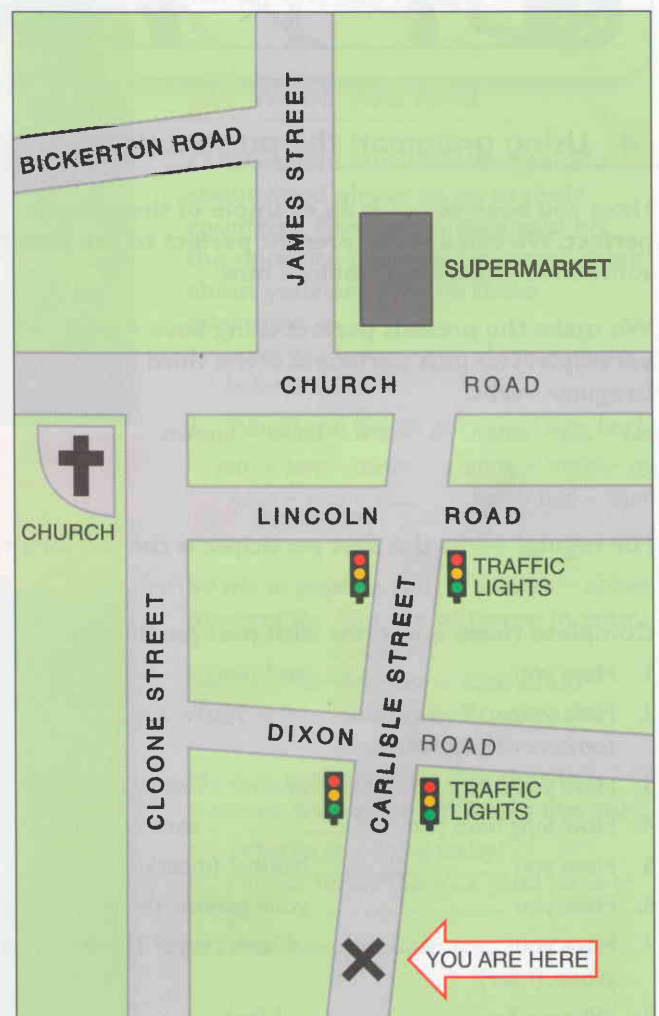 BICKERTON ROAD
JAMES STREET
SUPERMARKET
CHURCH ROAD
CHURCH
LINCOLN ROAD
TRAFFIC
LIGHTS
CLOONE STREET
CARLISLE STREET
DIXON ROAD
TRAFFIC
LIGHTS
YOU ARE HERE